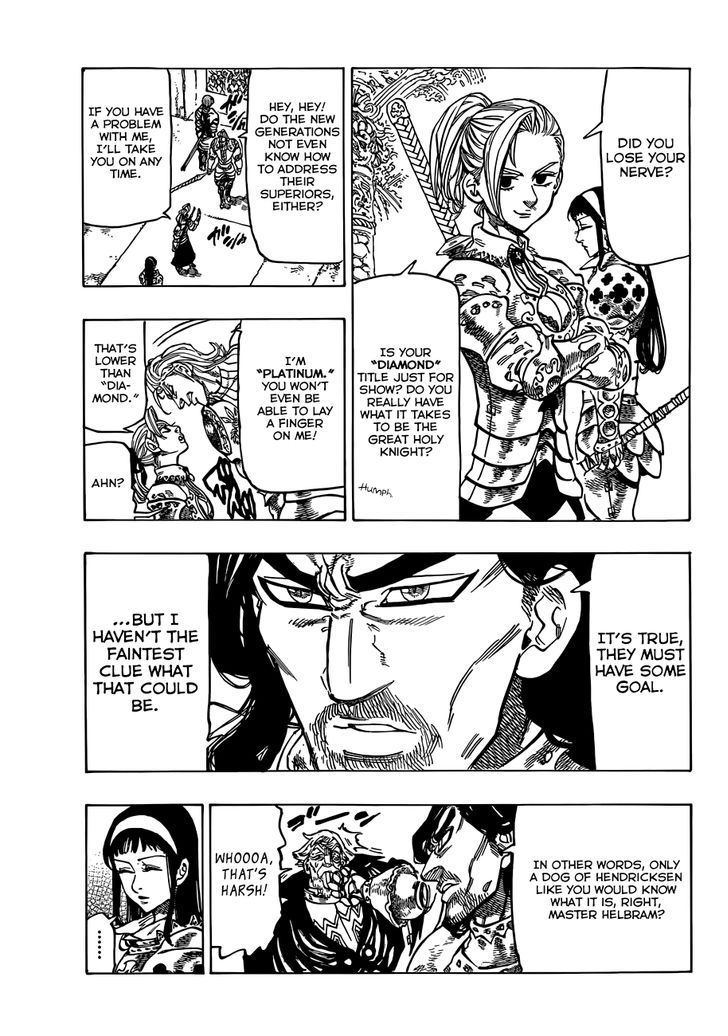 DID YOU
LOSE YOUR
NERVE?
IS YOUR
"DIAMOND"
TITLE JUST FOR
SHOW? DO YOU
REALLY HAVE
WHAT IT TAKES
TO BE THE
GREAT HOLY
KNIGHT?
Humph
HEY, HEY!
DO THE NEW
GENERATIONS
NOT EVEN
KNOW HOW
TO ADDRESS
THEIR
SUPERIORS,
EITHER?
IF YOU HAVE
A PROBLEM
WITH ME,
I'LL TAKE
YOU ON ANY
TIME.
I'M
"PLATINUM."
YOU WON'T
EVEN BE
ABLE TO LAY
A FINGER
ON ME!
THAT'S
LOWER
THAN
"DIA-
MOND."
AHN?
IT'S TRUE,
THEY MUST
HAVE SOME
GOAL.
...BUT I
HAVEN'T THE
FAINTEST
CLUE WHAT
THAT COULD
BE.
IN OTHER WORDS, ONLY
A DOG OF HENDRICKSEN
LIKE YOU WOULD KNOW
WHAT IT IS, RIGHT,
MASTER HELBRAM?
WHOOOA,
THAT'S
HARSH!
......